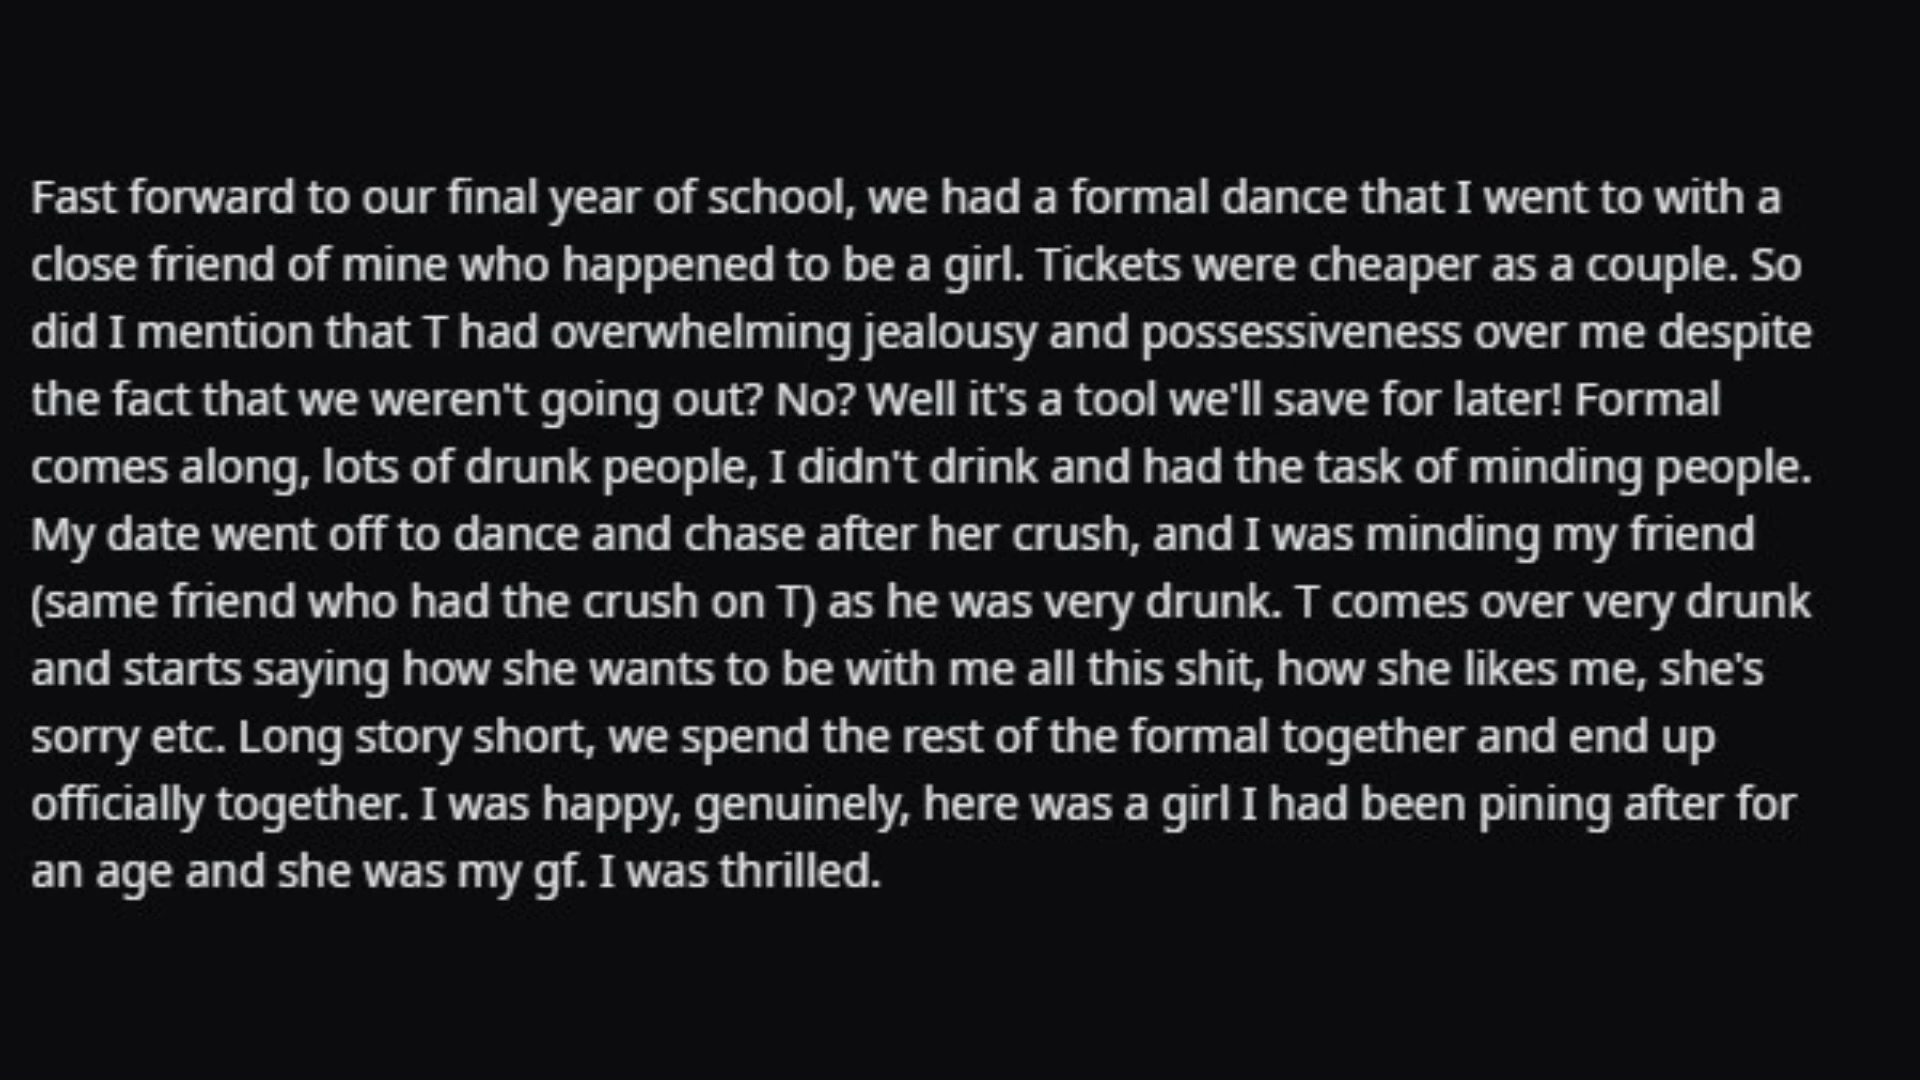 Fast forward to our final year of school, we had a formal dance that I went to with a
close friend of mine who happened to be a girl. Tickets were cheaper as a couple. So
did I mention that T had overwhelming jealousy and possessiveness over me despite
the fact that we weren't going out? No? Well it's a tool we'll save for later! Formal
comes along, lots of drunk people, I didn't drink and had the task of minding people.
My date went off to dance and chase after her crush, and I was minding my friend
(same friend who had the crush on T) as he was very drunk. T comes over very drunk
and starts saying how she wants to be with me all this shit, how she likes me, she's
sorry etc. Long story short, we spend the rest of the formal together and end up
officially together. I was happy, genuinely, here was a girl I had been pining after for
an age and she was my gf. I was thrilled.